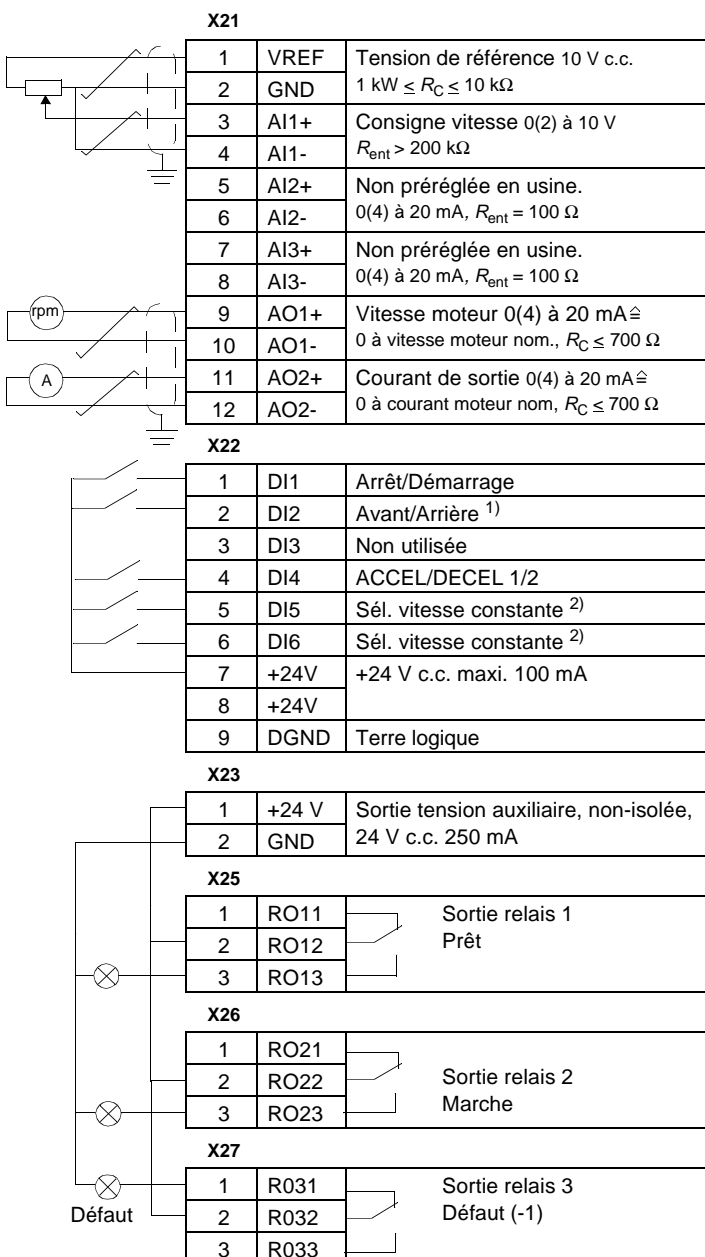 X21
1 VREF Tension de référence 10 V c.c.
2 GND 1 kW ≤ RC ≤ 10 kΩ
3 AI1+ Consigne vitesse 0(2) à 10 V
4 AI1- Rent > 200 kΩ
5 AI2+ Non préréglée en usine.
6 AI2- 0(4) à 20 mA, Rent = 100 Ω
7 AI3+ Non préréglée en usine.
8 AI3- 0(4) à 20 mA, Rent = 100 Ω
rpm 9 AO1+ Vitesse moteur 0(4) à 20 mA ≙
10 AO1- 0 à vitesse moteur nom., RC ≤ 700 Ω
A 11 AO2+ Courant de sortie 0(4) à 20 mA ≙
12 AO2- 0 à courant moteur nom, RC ≤ 700 Ω
X22
1 DI1 Arrêt/Démarrage
2 DI2 Avant/Arrière 1)
3 DI3 Non utilisée
4 DI4 ACCEL/DECEL 1/2
5 DI5 Sél. vitesse constante 2)
6 DI6 Sél. vitesse constante 2)
7 +24V +24 V c.c. maxi. 100 mA
8 +24V
9 DGND Terre logique
X23
1 +24 V Sortie tension auxiliaire, non-isolée,
2 GND 24 V c.c. 250 mA
X25
1 RO11 Sortie relais 1
2 RO12 Prêt
3 RO13
X26
1 RO21
2 RO22 Sortie relais 2
3 RO23 Marche
X27
1 R031 Sortie relais 3
Défaut 2 R032 Défaut (-1)
3 R033